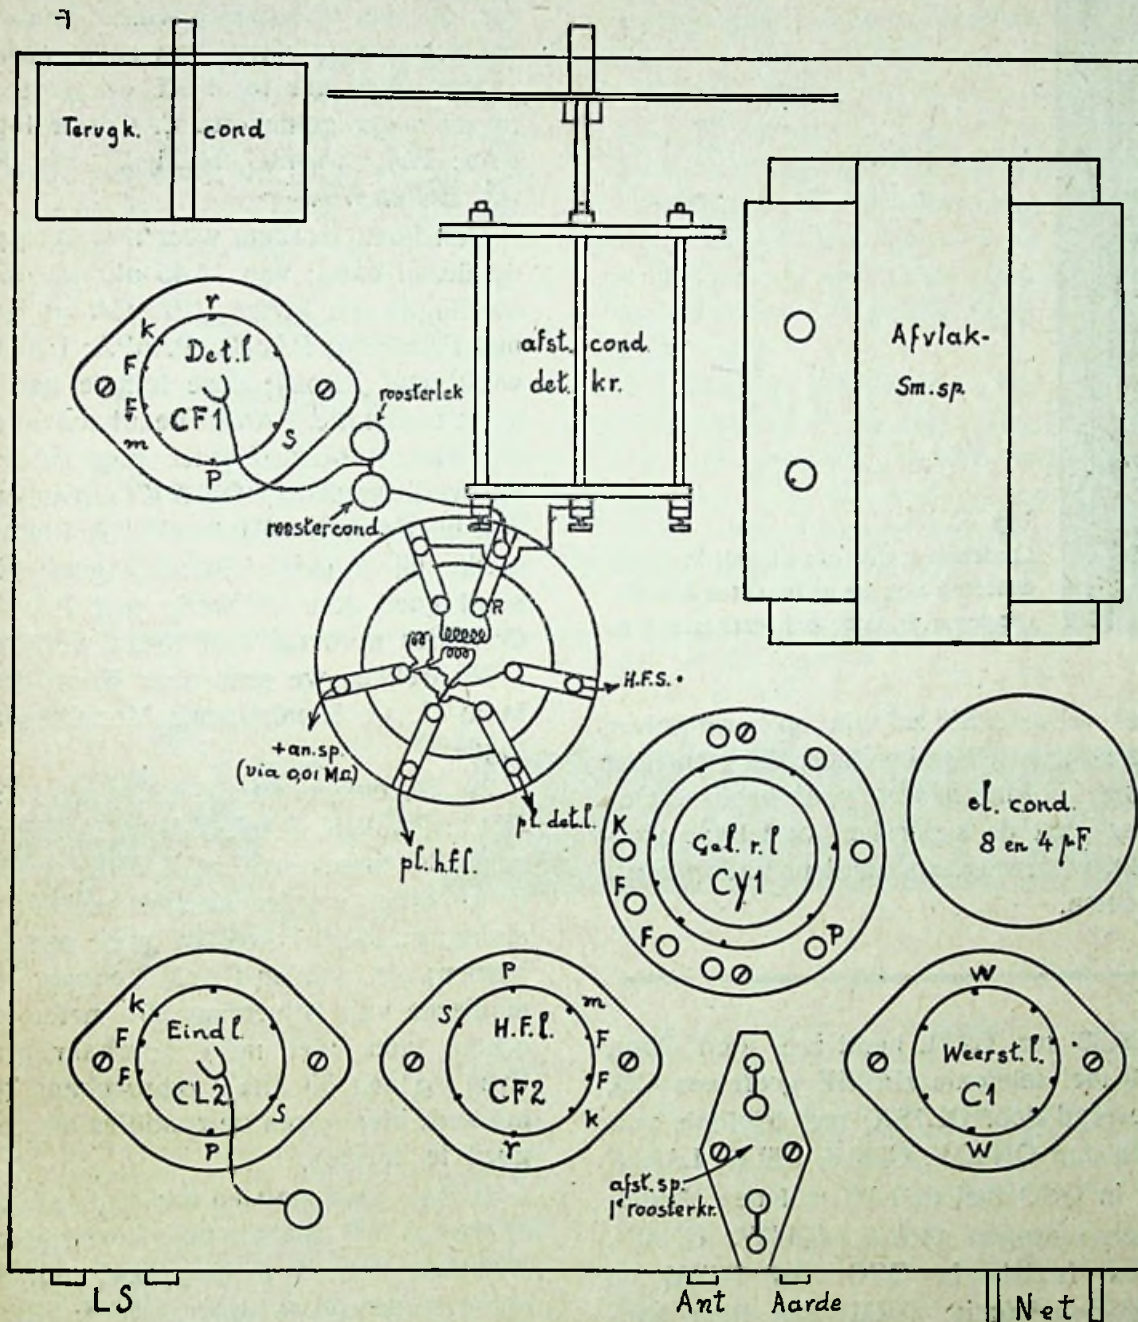 7
Terugk. cond
r
k
F
F
m
P
S
Det.l
CF1
roosterlek
roostercond.
afst. cond.
det. kr.
Afvlak-
Sm.sp.
R
H.F.S.
+an.sp.
(via 0,01 MΩ)
pl. det.l.
pl. h.f.l.
K
F
F
P
Gel. r. l
Cy1
el. cond.
8 en 4 µF.
k
F
F
P
S
Eind l.
CL2
P
S
m
F
F
k
r
H.F.l.
CF2
W
Weerst. l.
C1
W
afst. sp.
1e roosterkr.
LS
Ant
Aarde
Net